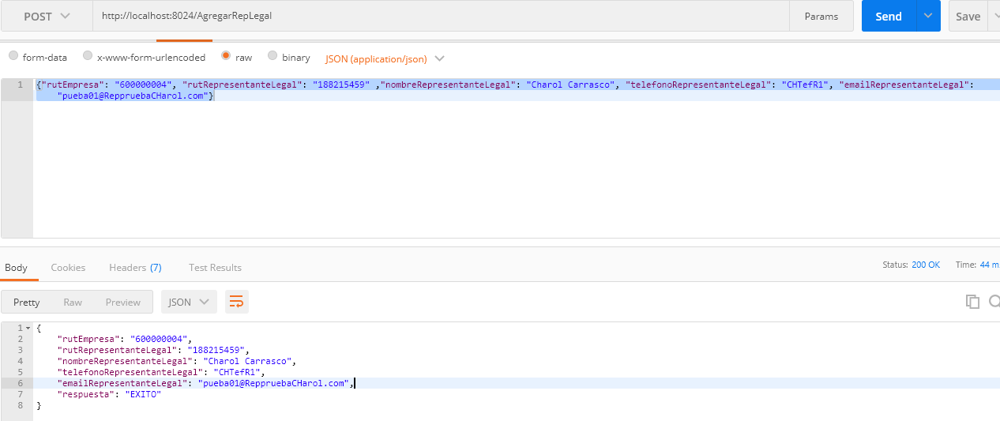 POST http://localhost:8024/AgregarRepLegal Params Send Save
form-data x-www-form-urlencoded raw binary JSON (application/json)
1 {"rutEmpresa": "600000004", "rutRepresentanteLegal": "188215459" ,"nombreRepresentanteLegal": "Charol Carrasco", "telefonoRepresentanteLegal": "CHTefR1", "emailRepresentanteLegal":
"pueba01@ReppruebaCHarol.com"}
Body Cookies Headers (7) Test Results Status: 200 OK Time: 44 m
Pretty Raw Preview JSON
1 {
2 "rutEmpresa": "600000004",
3 "rutRepresentanteLegal": "188215459",
4 "nombreRepresentanteLegal": "Charol Carrasco",
5 "telefonoRepresentanteLegal": "CHTefR1",
6 "emailRepresentanteLegal": "pueba01@ReppruebaCHarol.com",
7 "respuesta": "EXITO"
8 }